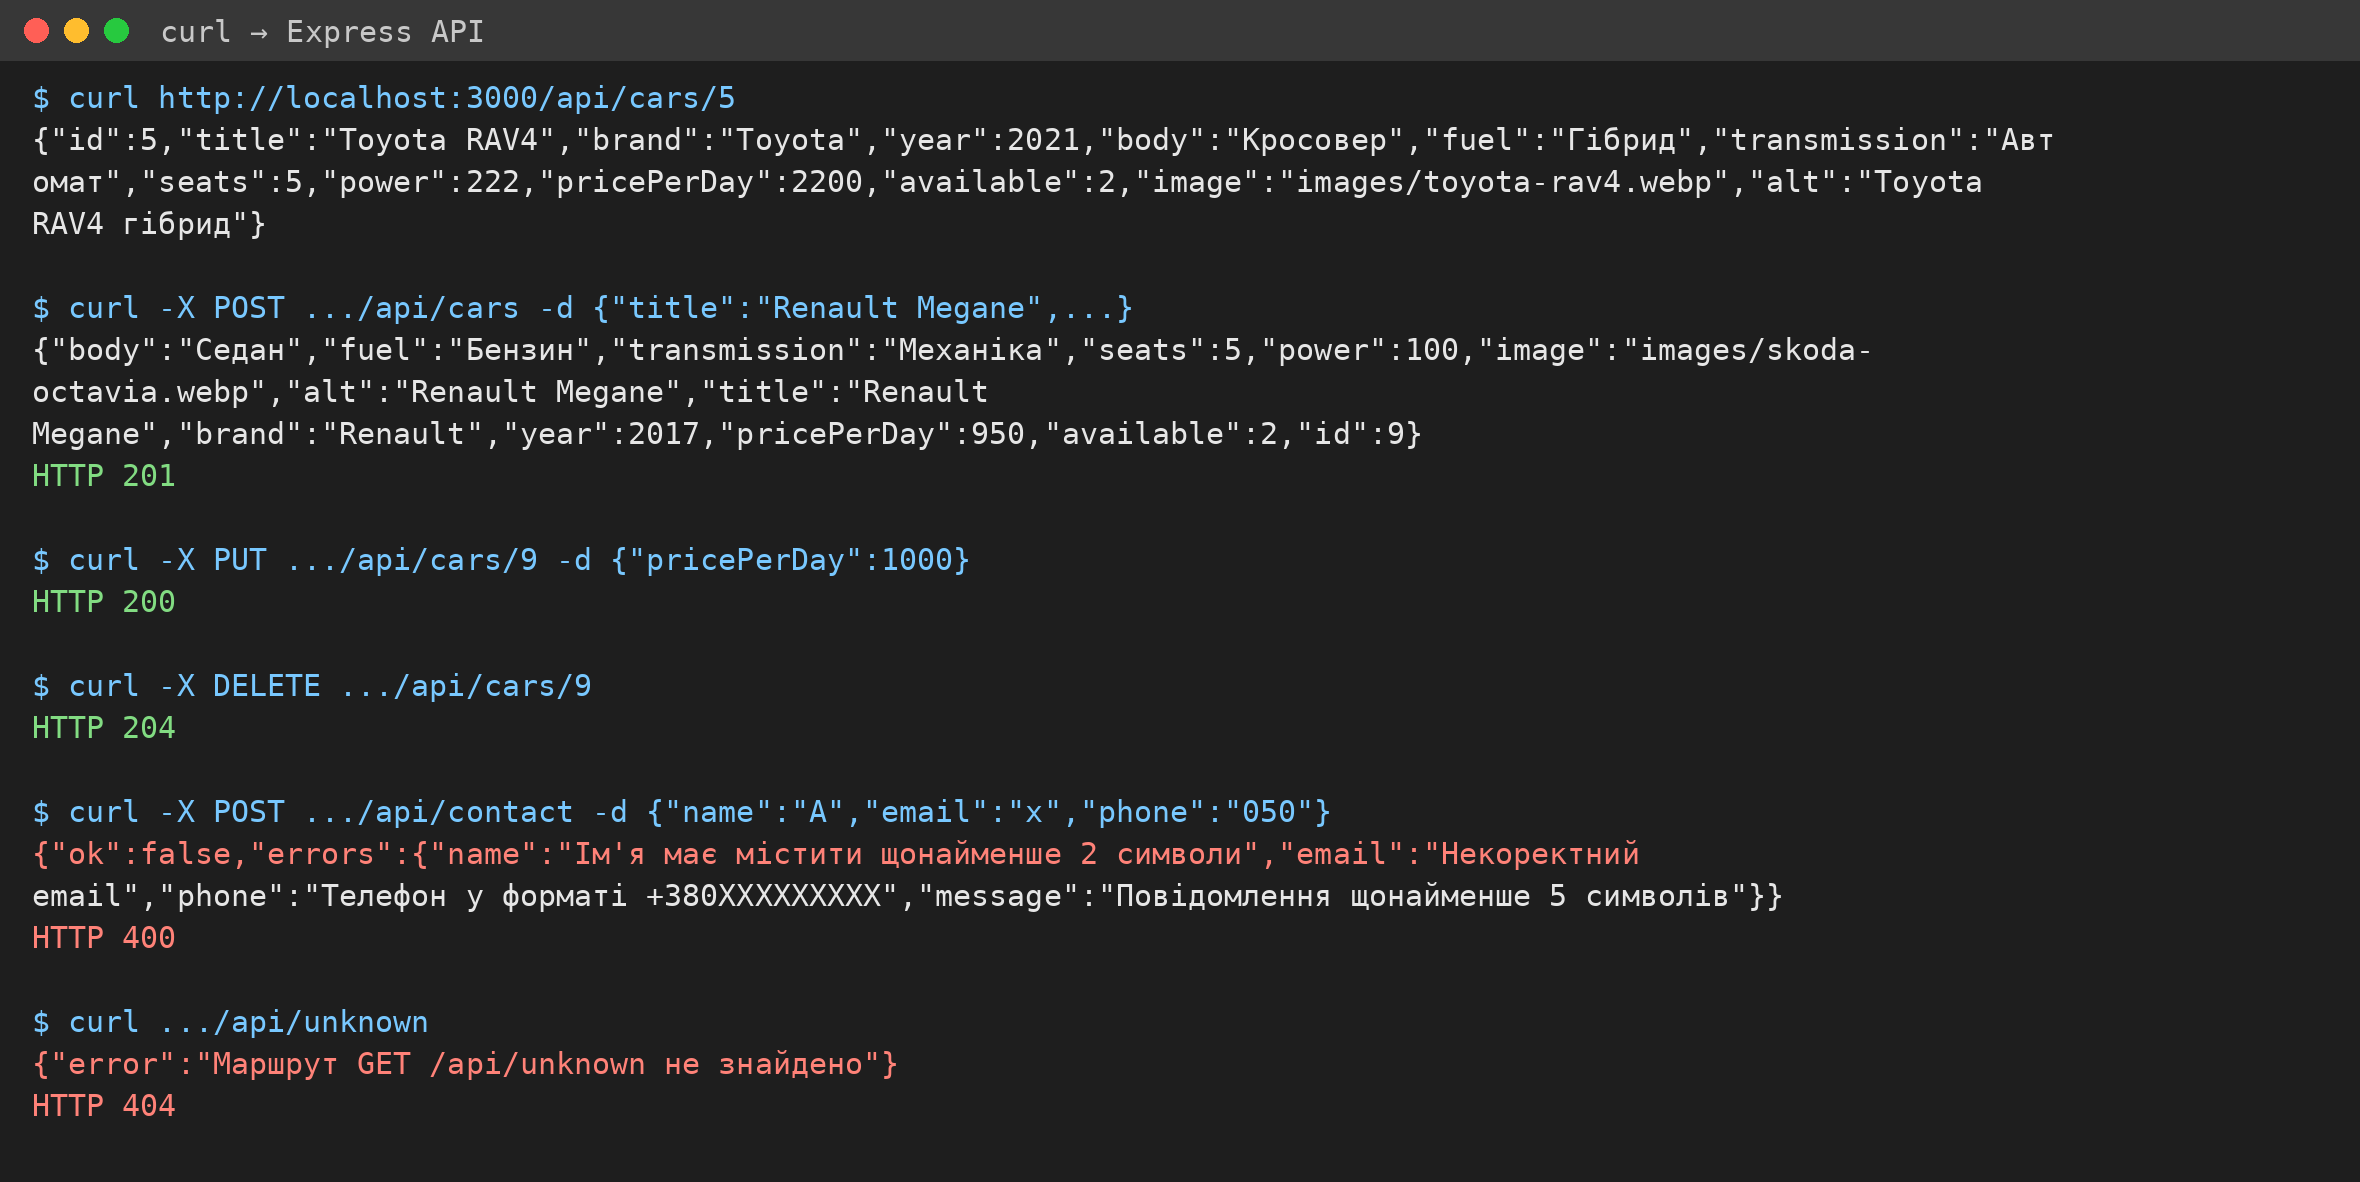 curl → Express API
$ curl http://localhost:3000/api/cars/5
{"id":5,"title":"Toyota RAV4","brand":"Toyota","year":2021,"body":"Кросовер","fuel":"Гібрид","transmission":"Авт
омат","seats":5,"power":222,"pricePerDay":2200,"available":2,"image":"images/toyota-rav4.webp","alt":"Toyota
RAV4 гібрид"}
$ curl -X POST .../api/cars -d {"title":"Renault Megane",...}
{"body":"Седан","fuel":"Бензин","transmission":"Механіка","seats":5,"power":100,"image":"images/skoda-
octavia.webp","alt":"Renault Megane","title":"Renault
Megane","brand":"Renault","year":2017,"pricePerDay":950,"available":2,"id":9}
HTTP 201
$ curl -X PUT .../api/cars/9 -d {"pricePerDay":1000}
HTTP 200
$ curl -X DELETE .../api/cars/9
HTTP 204
$ curl -X POST .../api/contact -d {"name":"A","email":"x","phone":"050"}
{"ok":false,"errors":{"name":"Ім'я має містити щонайменше 2 символи","email":"Некоректний
email","phone":"Телефон у форматі +380XXXXXXXXX","message":"Повідомлення щонайменше 5 символів"}}
HTTP 400
$ curl .../api/unknown
{"error":"Маршрут GET /api/unknown не знайдено"}
HTTP 404